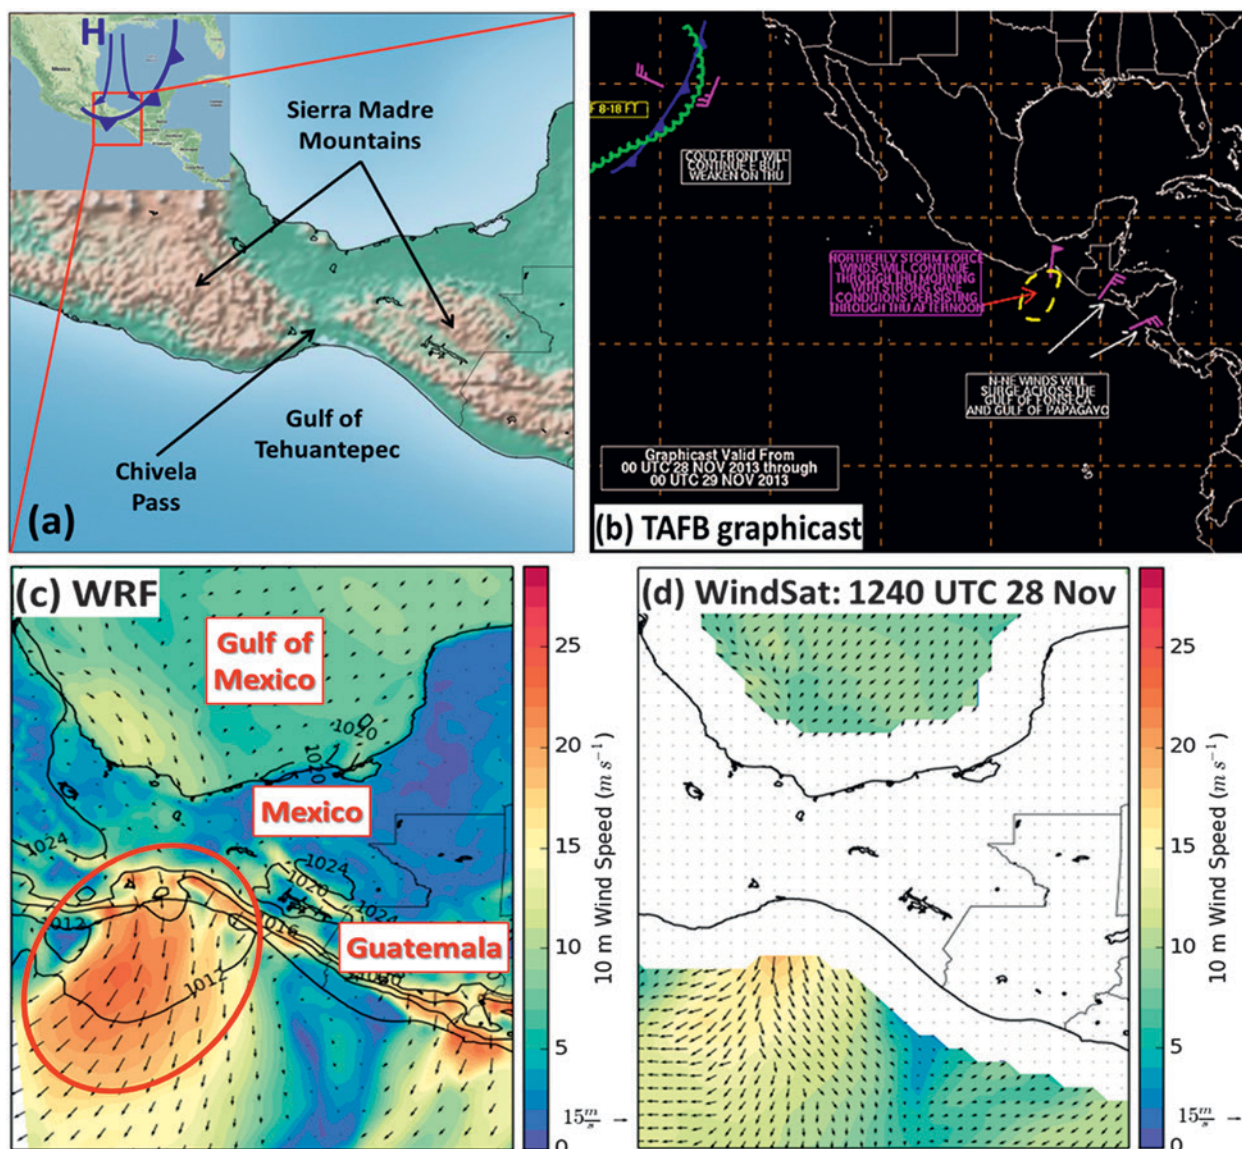 H
Mexico
Sierra Madre
Mountains
Gulf of
Tehuantepec
Chivela
Pass
(a)
F 8-18 FT
COLD FRONT WILL
CONTINUE E BUT
WEAKEN ON THU
NORTHERLY STORM FORCE
WINDS WILL CONTINUE
THROUGH THU MORNING
WITH STRONG GALE
CONDITIONS PERSISTING
THROUGH THU AFTERNOON
N-NE WINDS WILL
SURGE ACROSS THE
GULF OF FONSECA
AND GULF OF PAPAGAYO
Graphicast Valid From
00 UTC 28 NOV 2013 through
00 UTC 29 NOV 2013
(b) TAFB graphicast
(c) WRF
Gulf of
Mexico
1020
1020
Mexico
1024
1024
1020
1024
1012
1016
Guatemala
1012
25
20
15
10
5
0
10 m Wind Speed (m s⁻¹)
15 m/s →
(d) WindSat: 1240 UTC 28 Nov
25
20
15
10
5
0
10 m Wind Speed (m s⁻¹)
15 m/s →